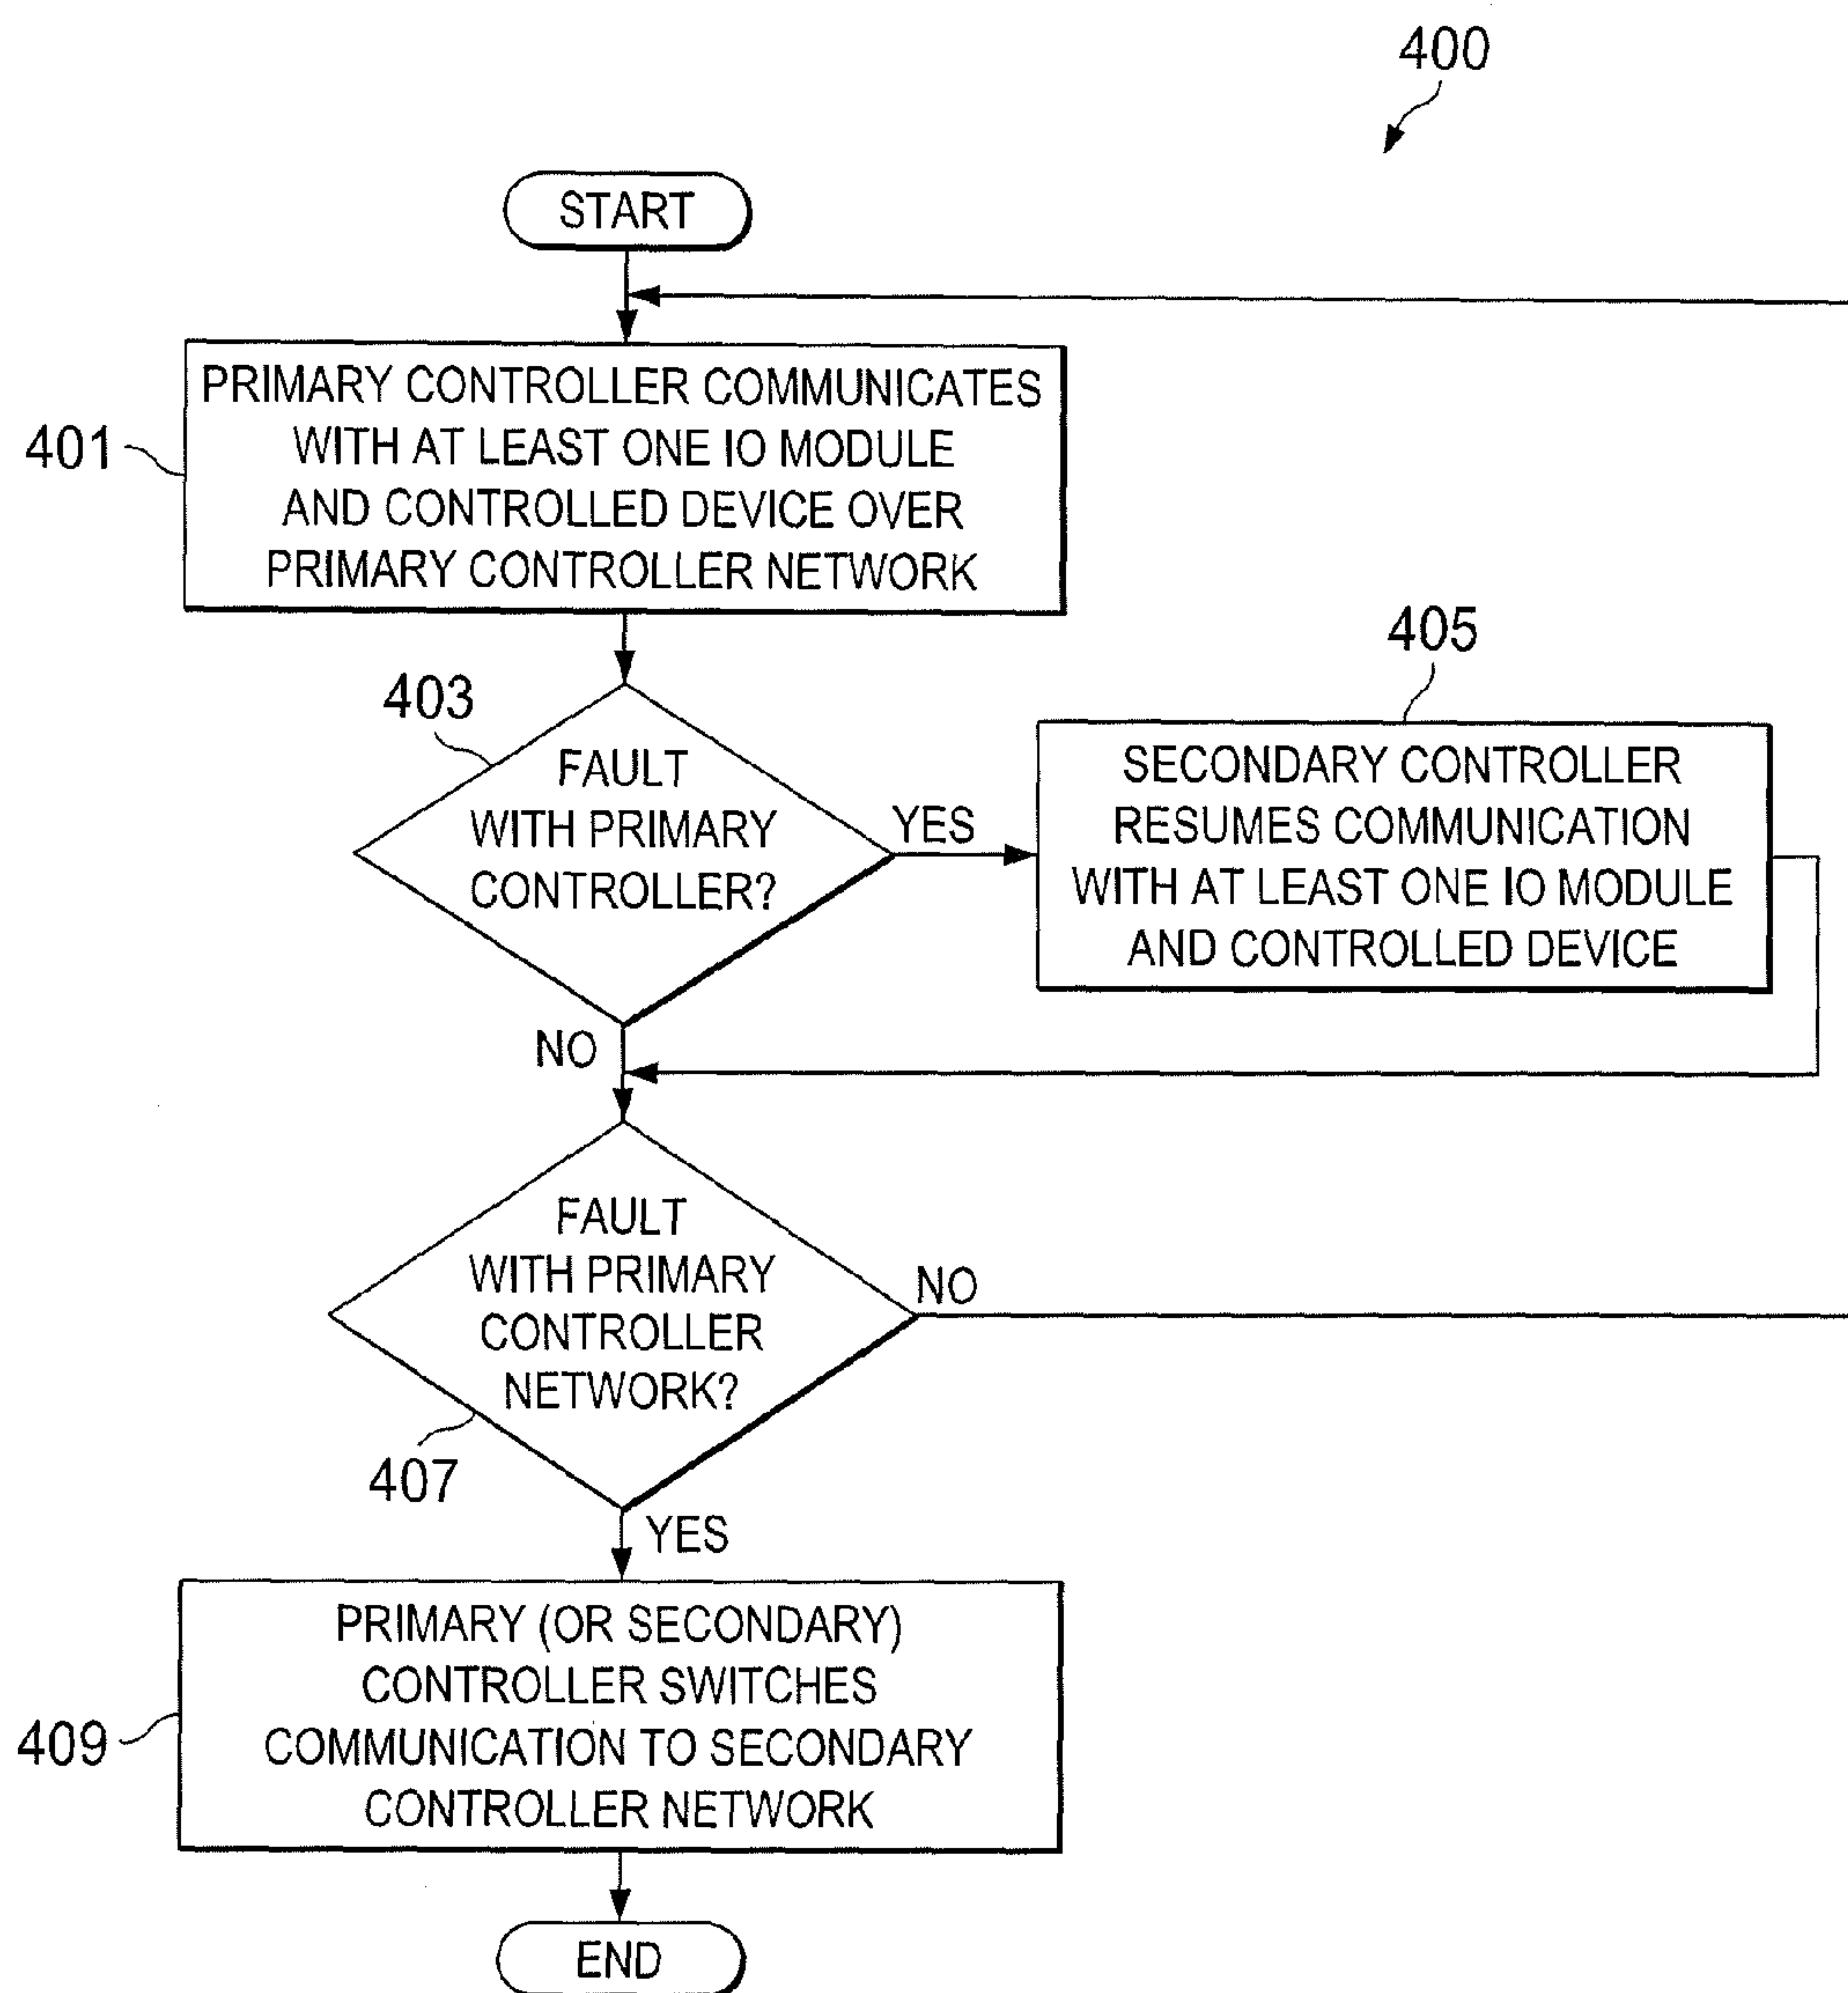 400
START
401
PRIMARY CONTROLLER COMMUNICATES
WITH AT LEAST ONE IO MODULE
AND CONTROLLED DEVICE OVER
PRIMARY CONTROLLER NETWORK
403
FAULT
WITH PRIMARY
CONTROLLER?
YES
405
SECONDARY CONTROLLER
RESUMES COMMUNICATION
WITH AT LEAST ONE IO MODULE
AND CONTROLLED DEVICE
NO
FAULT
WITH PRIMARY
CONTROLLER
NETWORK?
NO
407
YES
409
PRIMARY (OR SECONDARY)
CONTROLLER SWITCHES
COMMUNICATION TO SECONDARY
CONTROLLER NETWORK
END